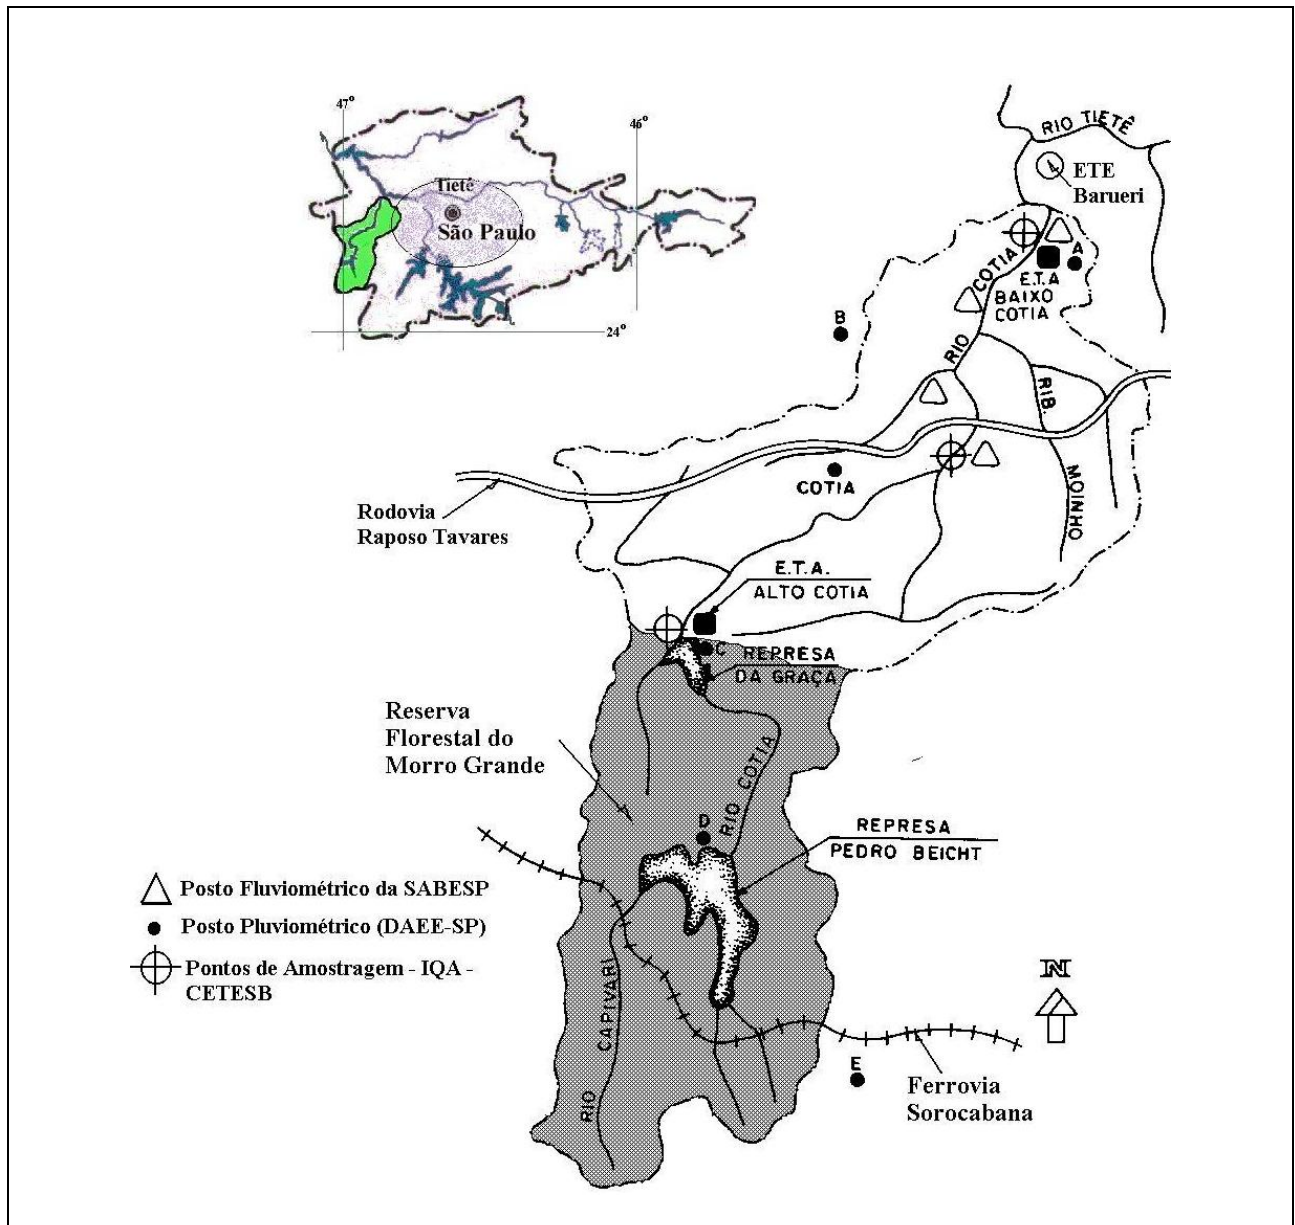 47°
46°
Tietê
São Paulo
24°
RIO TIETÊ
ETE
Barueri
COTIA
RIO
A
E.T.A
BAIXO
COTIA
B
RIB.
MOINHO
COTIA
Rodovia
Raposo Tavares
E.T.A.
ALTO COTIA
C
REPRESA
DA GRAÇA
Reserva
Florestal do
Morro Grande
RIO COTIA
D
REPRESA
PEDRO BEICHT
Posto Fluviométrico da SABESP
Posto Pluviométrico (DAEE-SP)
Pontos de Amostragem - IQA -
CETESB
RIO CAPIVARI
N
E
Ferrovia
Sorocabana